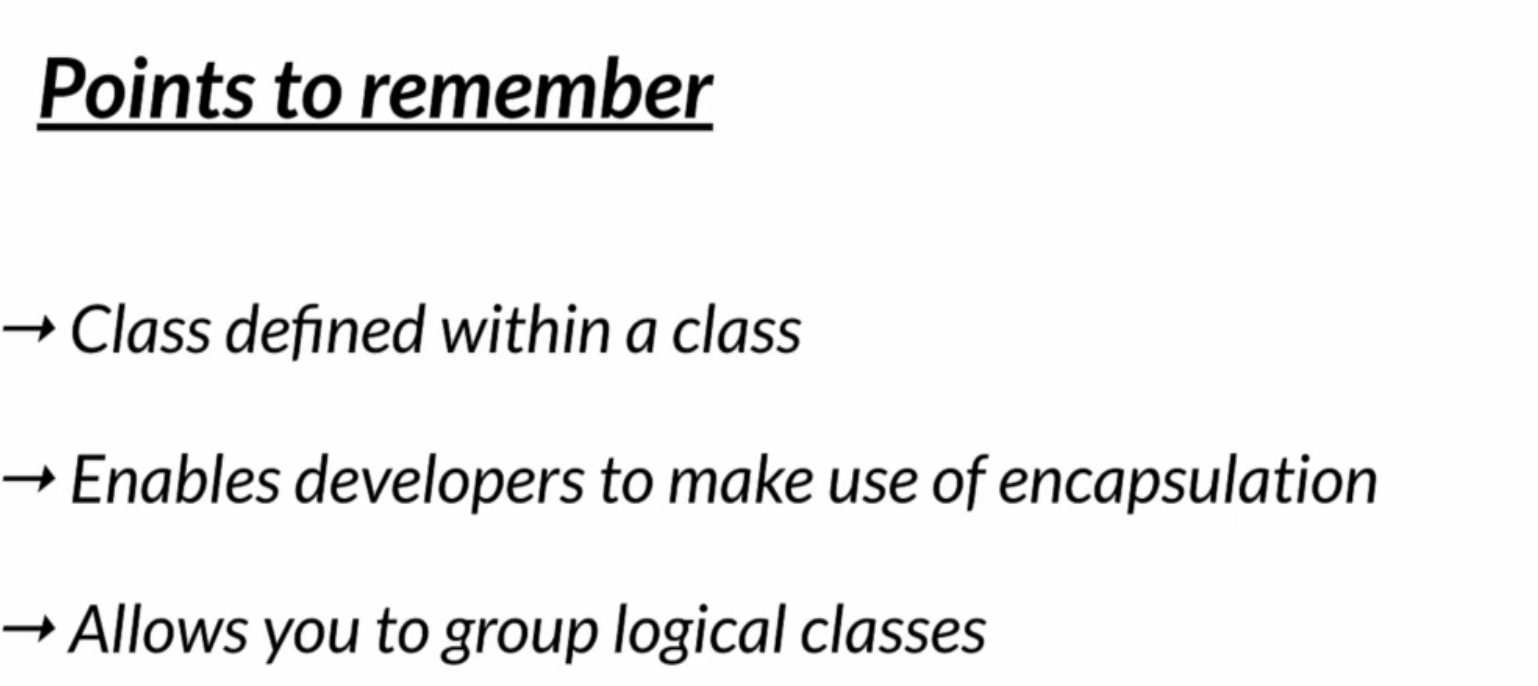 Points to remember
→ Class defined within a class
→ Enables developers to make use of encapsulation
→ Allows you to group logical classes